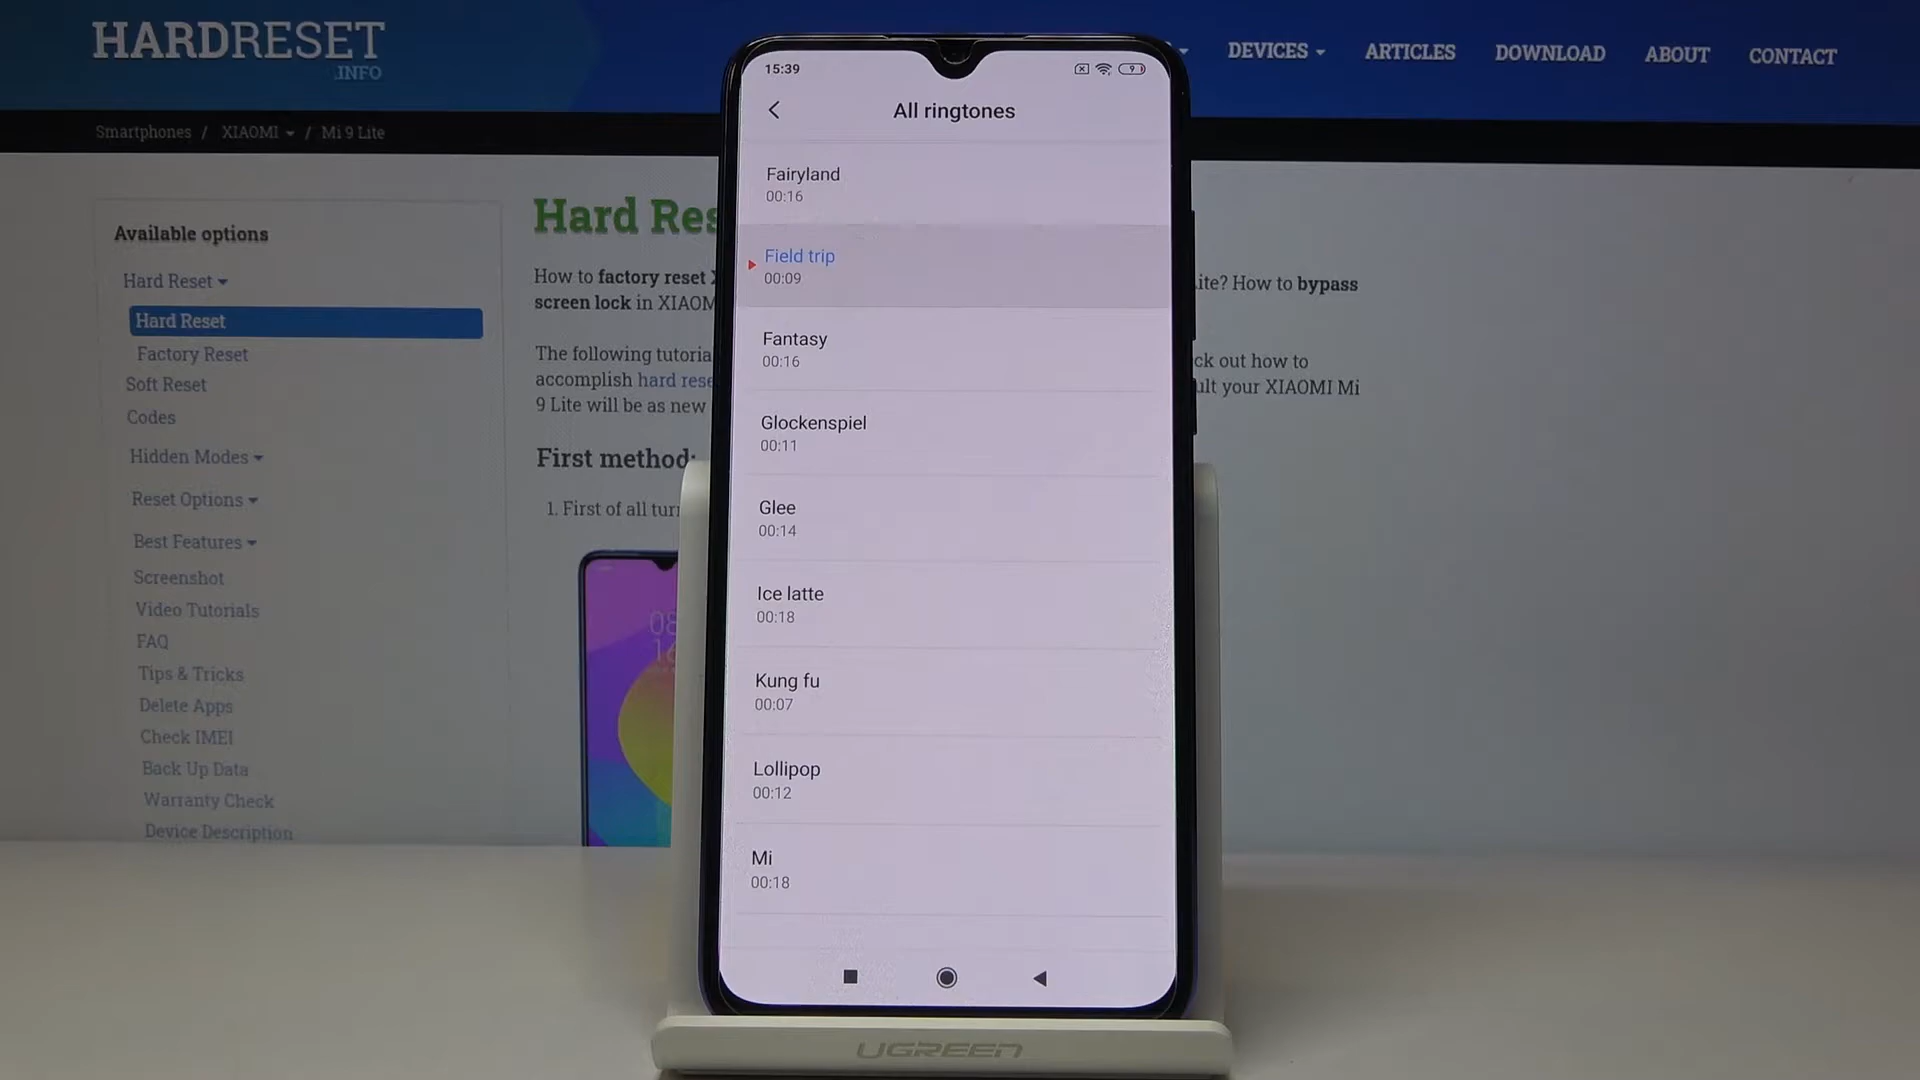 HARDRESET
.INFO
DEVICES
ARTICLES
DOWNLOAD
ABOUT
CONTACT
Smartphones / XIAOMI / Mi 9 Lite
Available options
Hard Reset
Hard Reset
Factory Reset
Soft Reset
Codes
Hidden Modes
Reset Options
Best Features
Screenshot
Video Tutorials
FAQ
Tips & Tricks
Delete Apps
Check IMEI
Back Up Data
Warranty Check
Device Description
Hard Res
How to factory reset
screen lock in XIAOM
The following tutoria
accomplish hard rese
9 Lite will be as new
First method:
1. First of all tur
ite? How to bypass
ck out how to
ult your XIAOMI Mi
15:39
9
All ringtones
Fairyland
00:16
Field trip
00:09
Fantasy
00:16
Glockenspiel
00:11
Glee
00:14
Ice latte
00:18
Kung fu
00:07
Lollipop
00:12
Mi
00:18
UGREEN